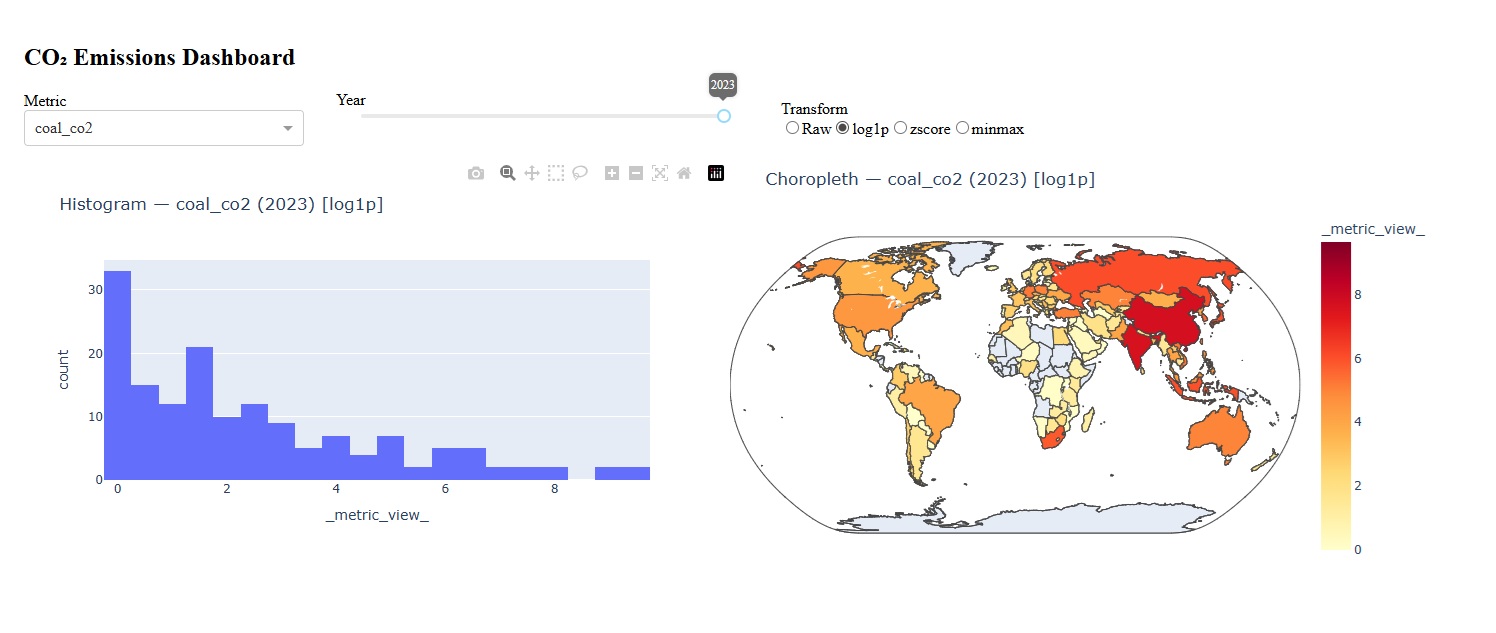 CO₂ Emissions Dashboard
Metric
coal_co2
Year
2023
Transform
Raw log1p zscore minmax
Histogram — coal_co2 (2023) [log1p]
30
20
10
0
count
0 2 4 6 8
_metric_view_
Choropleth — coal_co2 (2023) [log1p]
_metric_view_
8
6
4
2
0